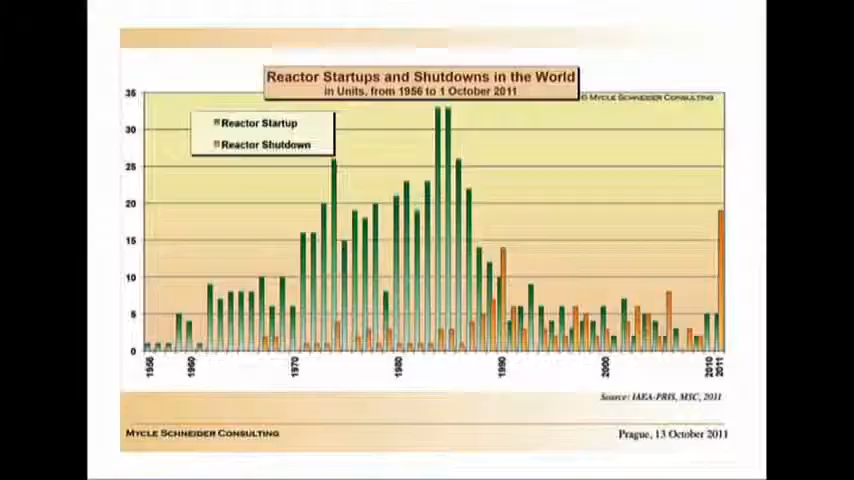 Reactor Startups and Shutdowns in the World
in Units, from 1956 to 1 October 2011
© MYCLE SCHNEIDER CONSULTING
Reactor Startup
Reactor Shutdown
35
30
25
20
15
10
5
0
1956
1960
1970
1980
1990
2000
2010
2011
Source: IAEA-PRIS, MSC, 2011
MYCLE SCHNEIDER CONSULTING
Prague, 13 October 2011